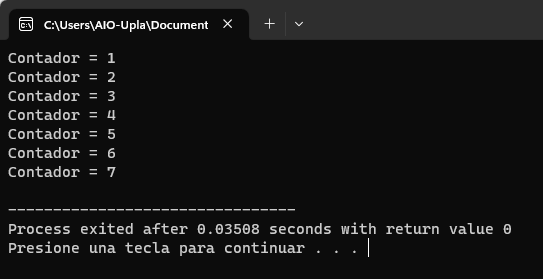 C:\Users\AIO-Upla\Document
Contador = 1
Contador = 2
Contador = 3
Contador = 4
Contador = 5
Contador = 6
Contador = 7
--------------------------------
Process exited after 0.03508 seconds with return value 0
Presione una tecla para continuar . . .